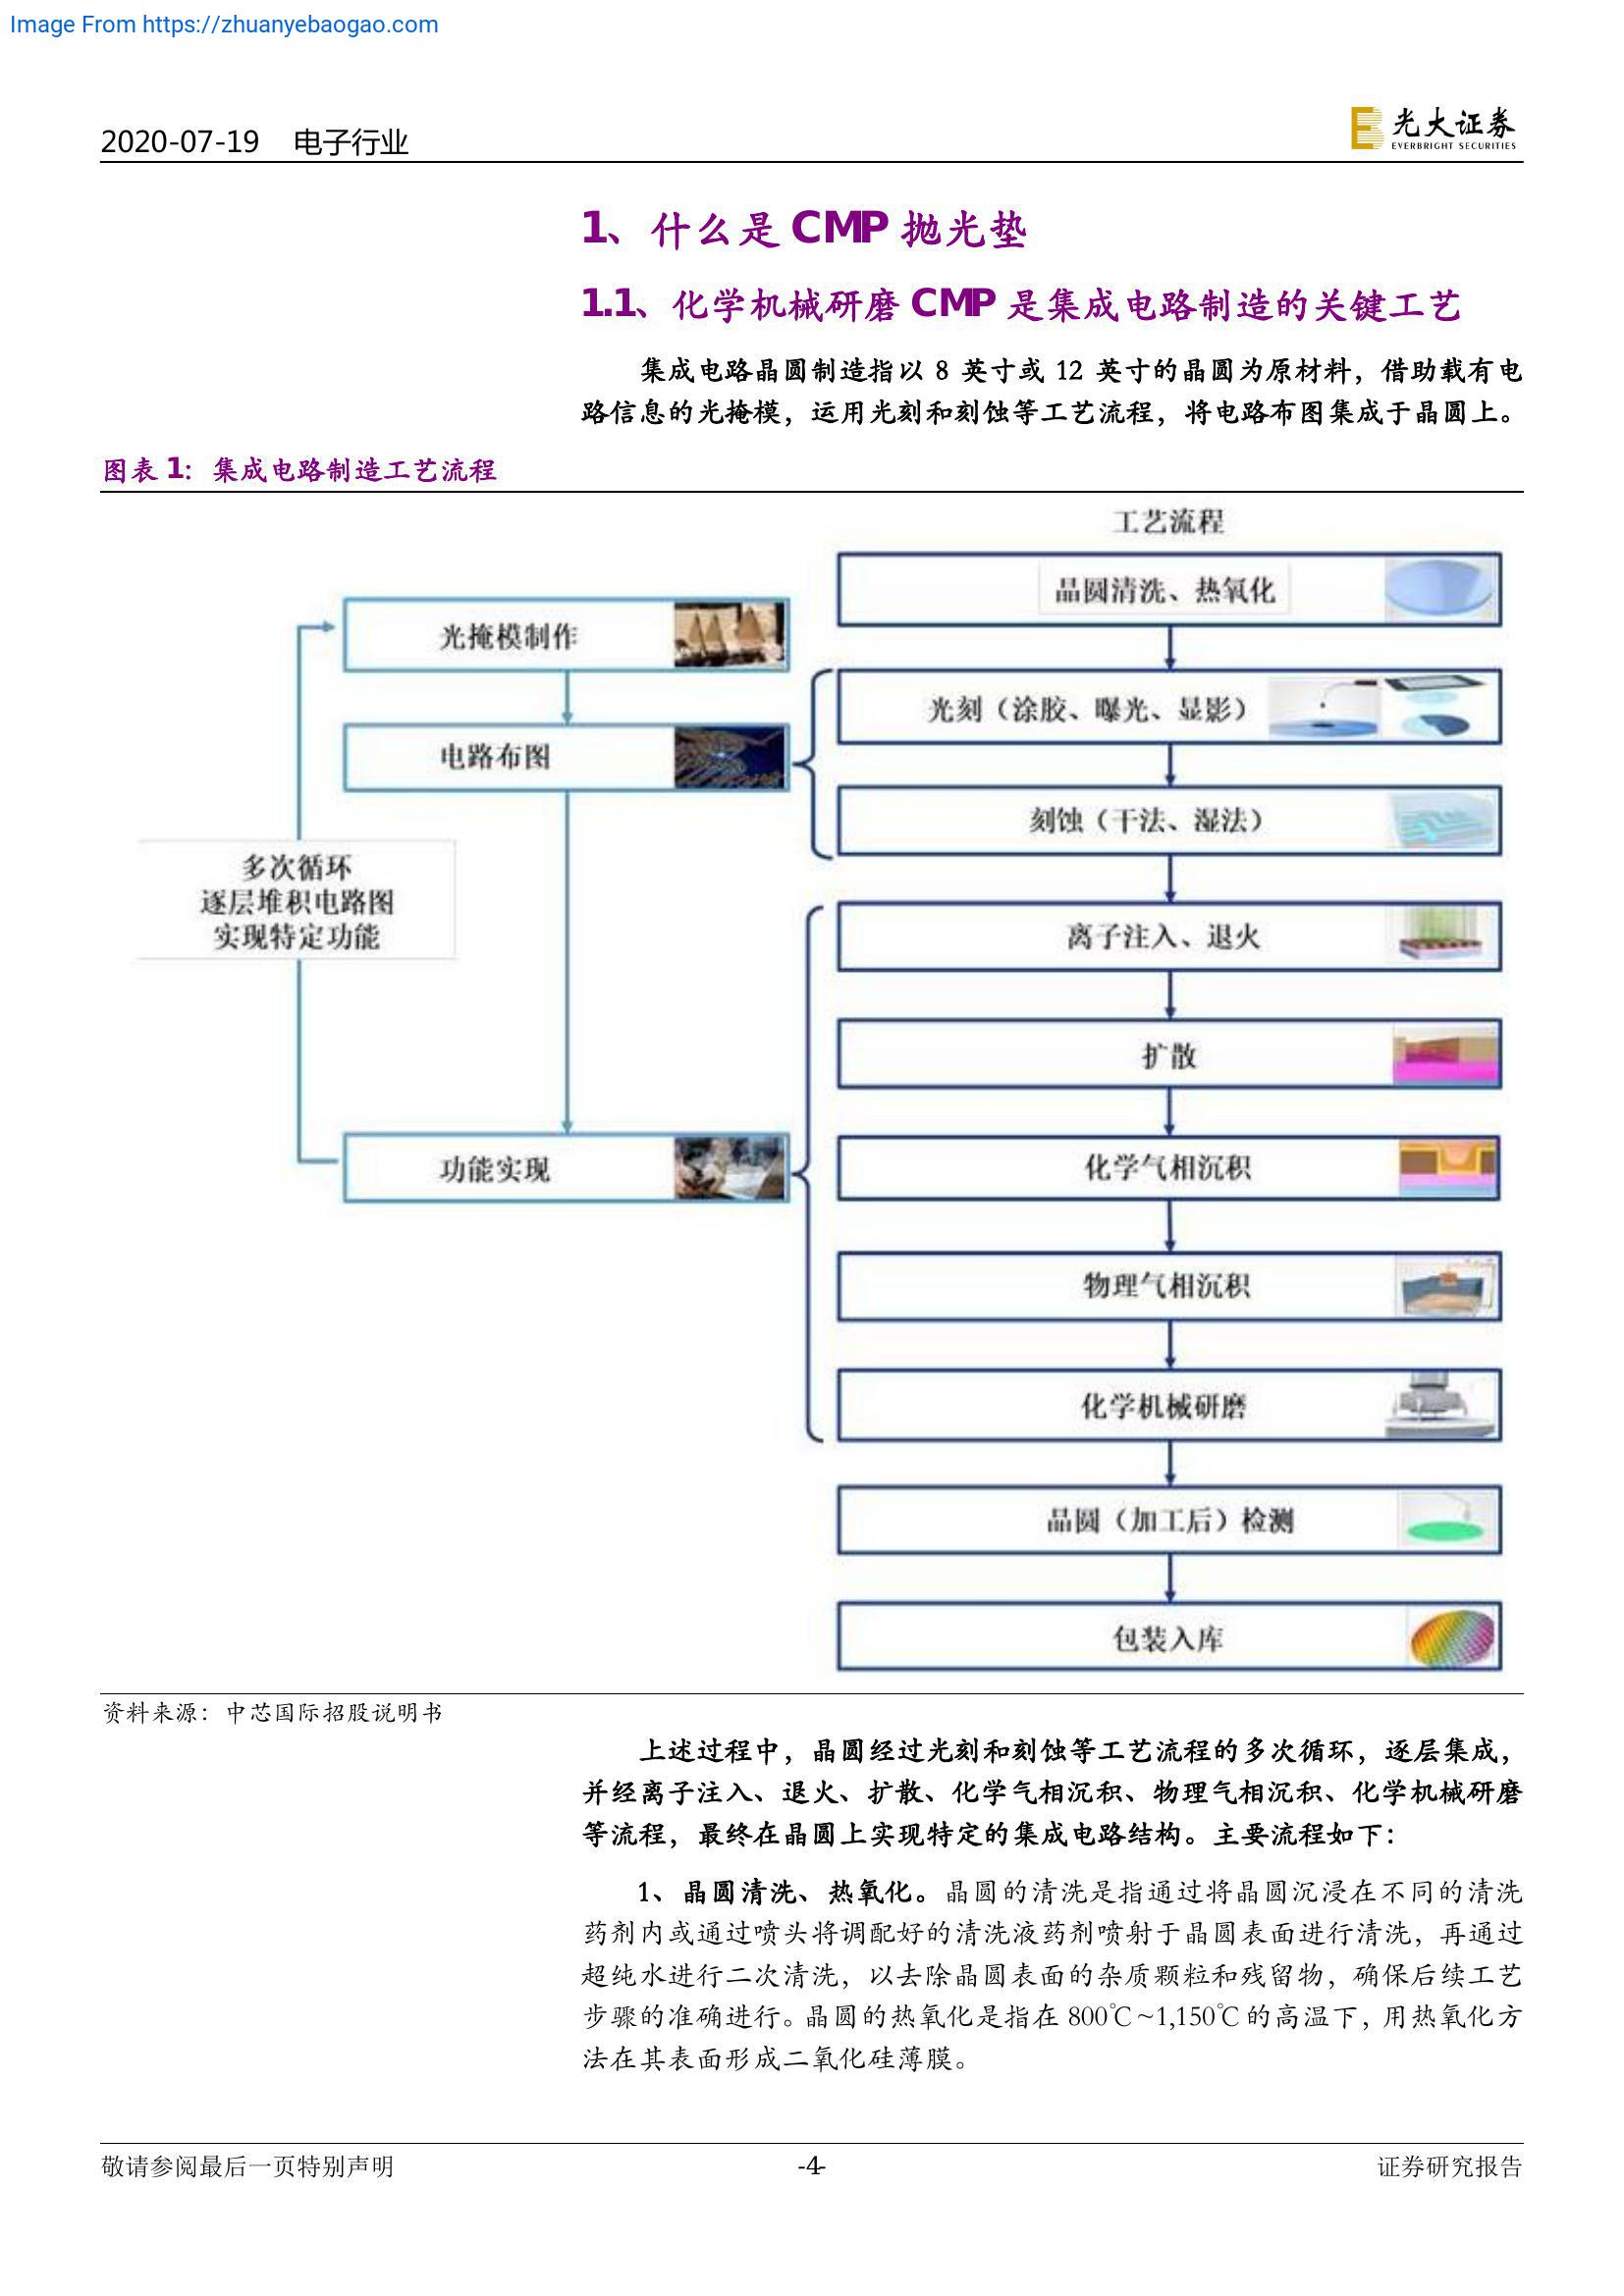 Image From https://zhuanyebaogao.com
2020-07-19 电子行业
光大证券
EVERBRIGHT SECURITIES
1、什么是 CMP 抛光垫
1.1、化学机械研磨 CMP 是集成电路制造的关键工艺
集成电路晶圆制造指以 8 英寸或 12 英寸的晶圆为原材料，借助载有电
路信息的光掩模，运用光刻和刻蚀等工艺流程，将电路布图集成于晶圆上。
图表 1：集成电路制造工艺流程
工艺流程
晶圆清洗、热氧化
光掩模制作
光刻（涂胶、曝光、显影）
电路布图
刻蚀（干法、湿法）
多次循环
逐层堆积电路图
实现特定功能
离子注入、退火
扩散
功能实现
化学气相沉积
物理气相沉积
化学机械研磨
晶圆（加工后）检测
包装入库
资料来源：中芯国际招股说明书
上述过程中，晶圆经过光刻和刻蚀等工艺流程的多次循环，逐层集成，
并经离子注入、退火、扩散、化学气相沉积、物理气相沉积、化学机械研磨
等流程，最终在晶圆上实现特定的集成电路结构。主要流程如下：
1、晶圆清洗、热氧化。晶圆的清洗是指通过将晶圆沉浸在不同的清洗
药剂内或通过喷头将调配好的清洗液药剂喷射于晶圆表面进行清洗，再通过
超纯水进行二次清洗，以去除晶圆表面的杂质颗粒和残留物，确保后续工艺
步骤的准确进行。晶圆的热氧化是指在 800℃~1,150℃的高温下，用热氧化方
法在其表面形成二氧化硅薄膜。
敬请参阅最后一页特别声明
-4-
证券研究报告